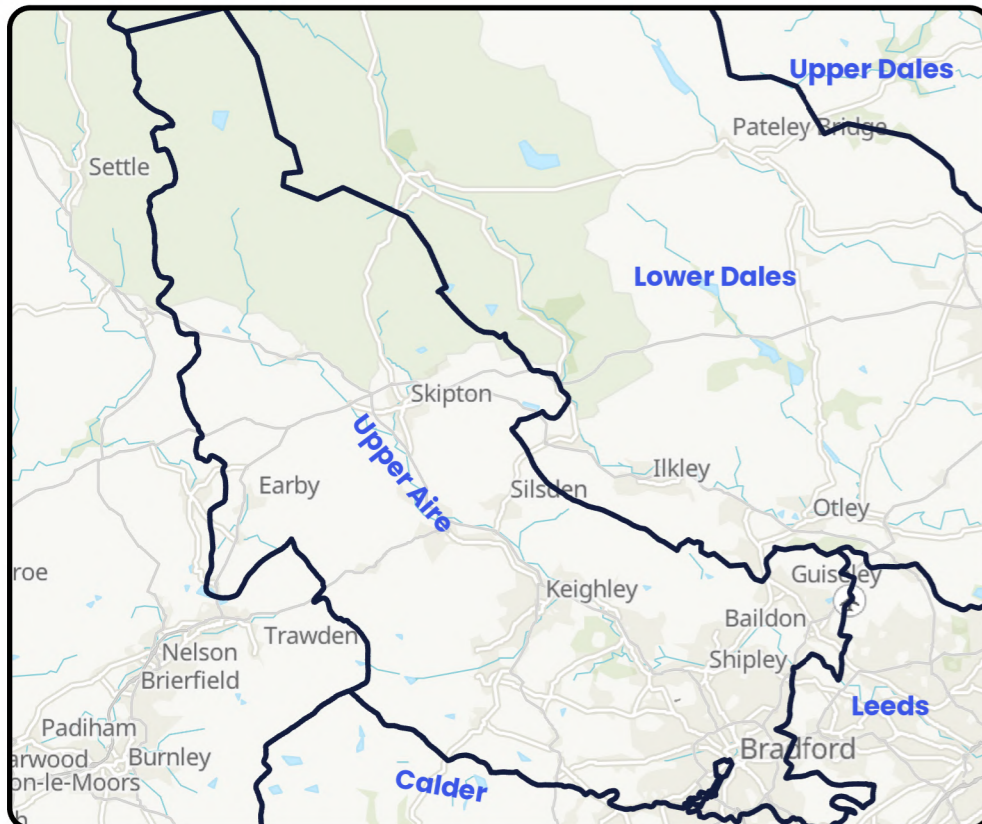 Upper Dales
Pateley Bridge
Settle
Lower Dales
Skipton
Upper Aire
Ilkley
Earby
Silsden
Otley
roe
Guiseley
Keighley
Baildon
Trawden
Nelson
Shipley
Brierfield
Leeds
Padiham
Bradford
arwood
Burnley
on-le-Moors
Calder
h